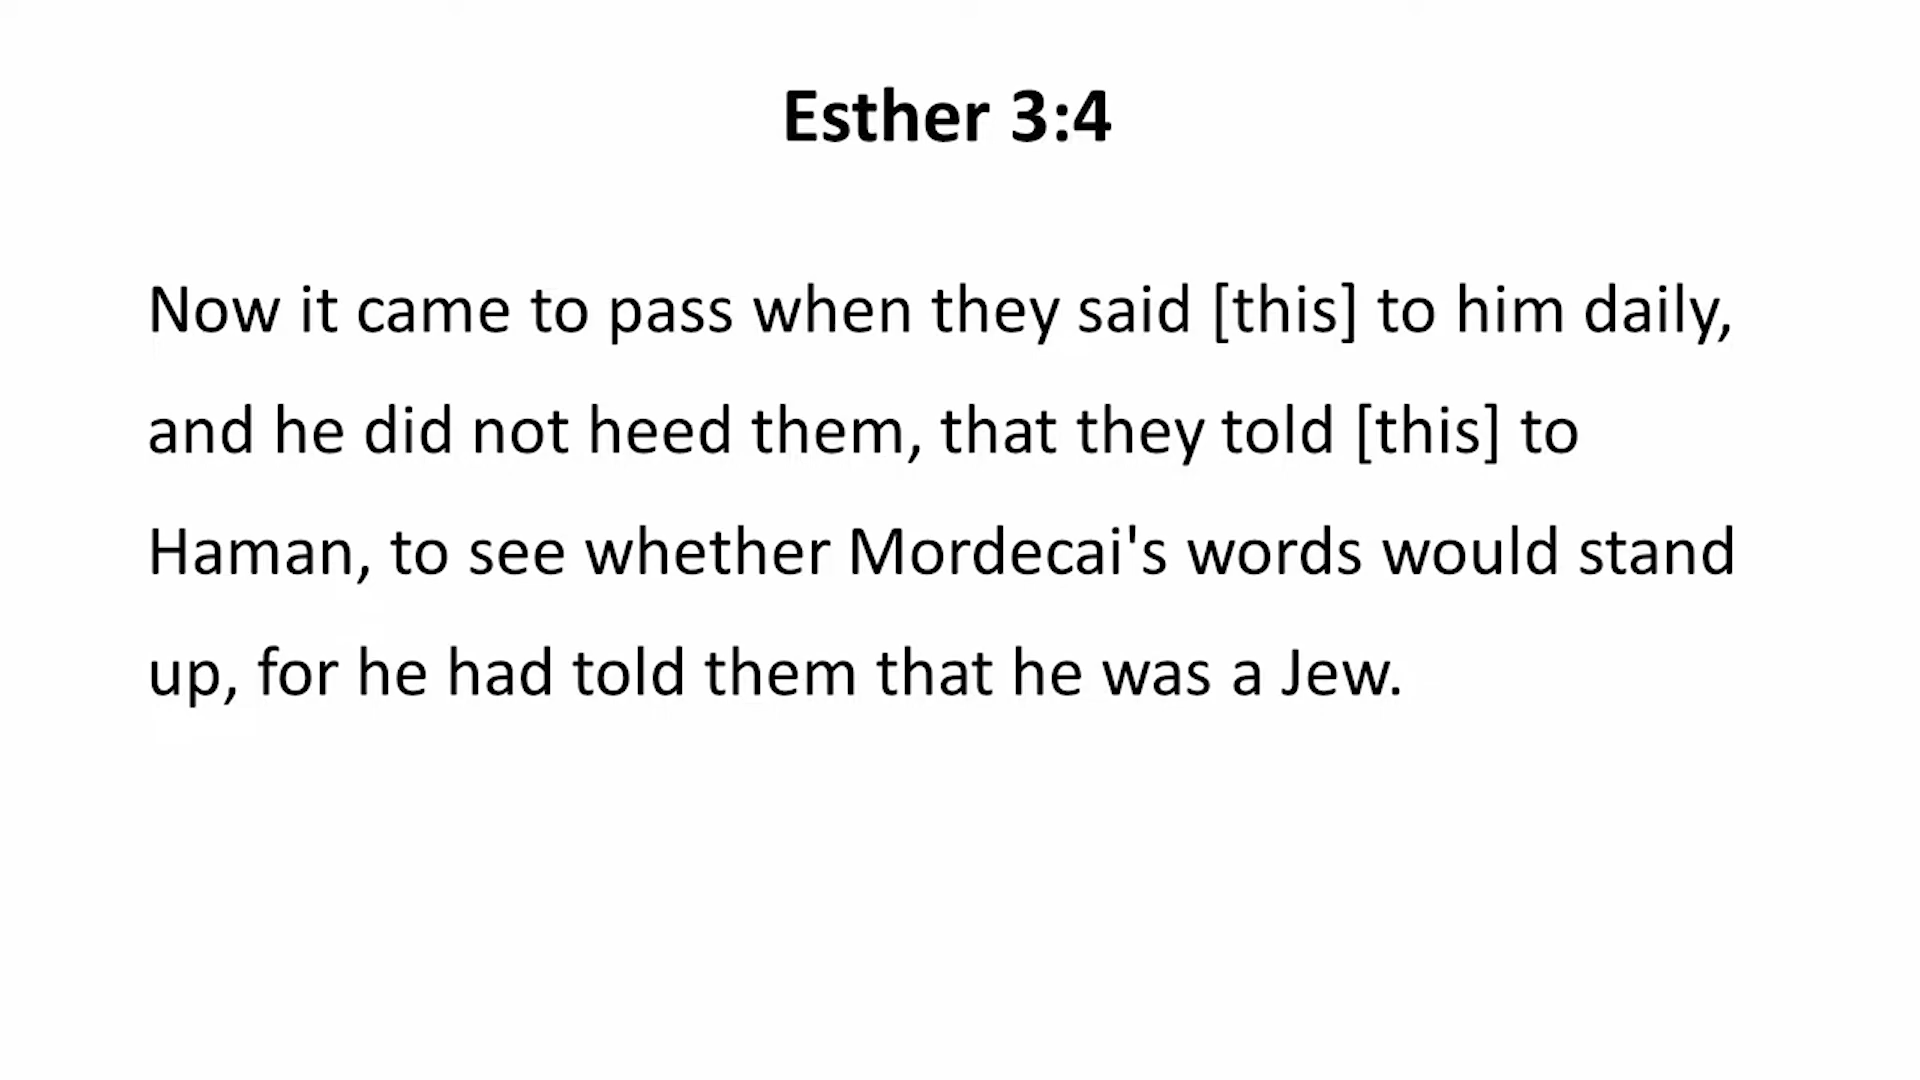 Esther 3:4
Now it came to pass when they said [this] to him daily,
and he did not heed them, that they told [this] to
Haman, to see whether Mordecai's words would stand
up, for he had told them that he was a Jew.